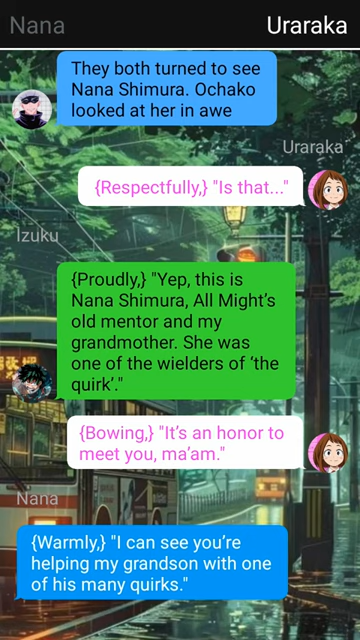 Nana
Uraraka
They both turned to see
Nana Shimura. Ochako
looked at her in awe
Uraraka
{Respectfully,} "Is that..."
Izuku
{Proudly,} "Yep, this is
Nana Shimura, All Might’s
old mentor and my
grandmother. She was
one of the wielders of ‘the
quirk’."
{Bowing,} "It’s an honor to
meet you, ma’am."
Nana
{Warmly,} "I can see you’re
helping my grandson with one
of his many quirks."